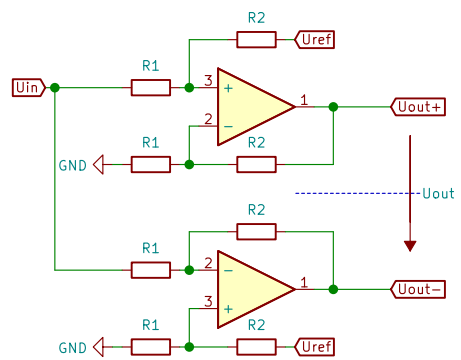 R2
Uref
R1
Uin
3
+
1
Uout+
2
−
R1
R2
GND
Uout
R2
R1
2
−
1
Uout−
3
+
R1
R2
GND
Uref